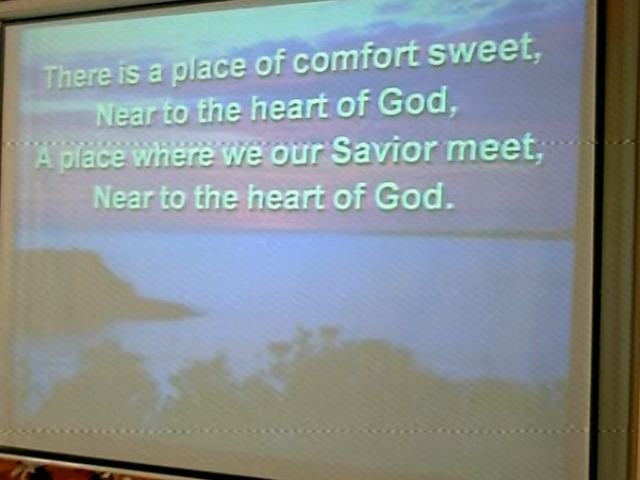 There is a place of comfort sweet,
Near to the heart of God,
A place where we our Savior meet,
Near to the heart of God.